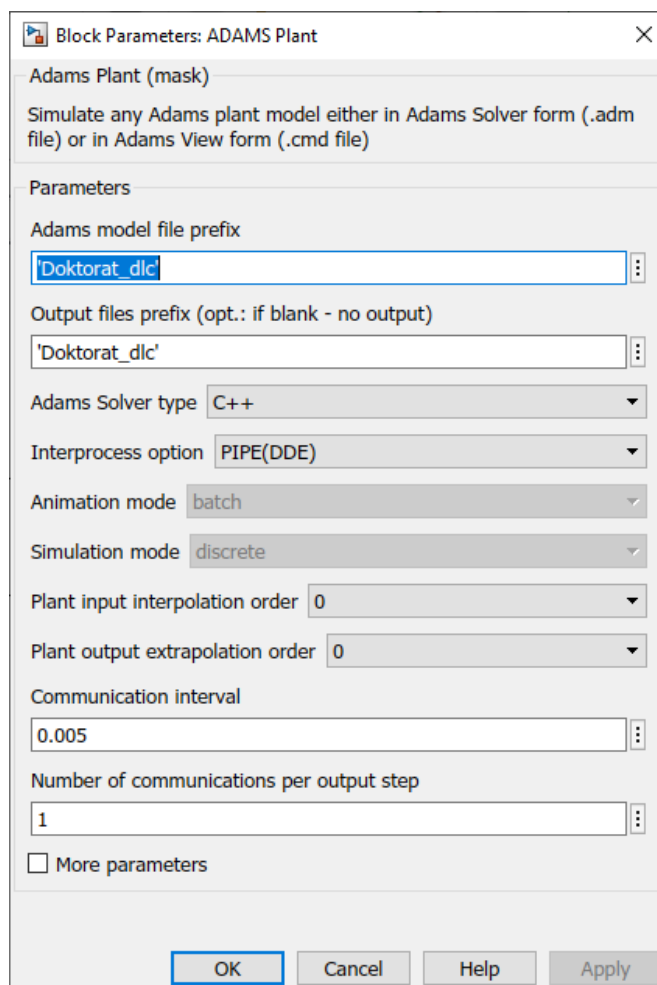 Block Parameters: ADAMS Plant
Adams Plant (mask)
Simulate any Adams plant model either in Adams Solver form (.adm
file) or in Adams View form (.cmd file)
Parameters
Adams model file prefix
'Doktorat_dlc'
Output files prefix (opt.: if blank - no output)
'Doktorat_dlc'
Adams Solver type C++
Interprocess option PIPE(DDE)
Animation mode batch
Simulation mode discrete
Plant input interpolation order 0
Plant output extrapolation order 0
Communication interval
0.005
Number of communications per output step
1
More parameters
OK Cancel Help Apply